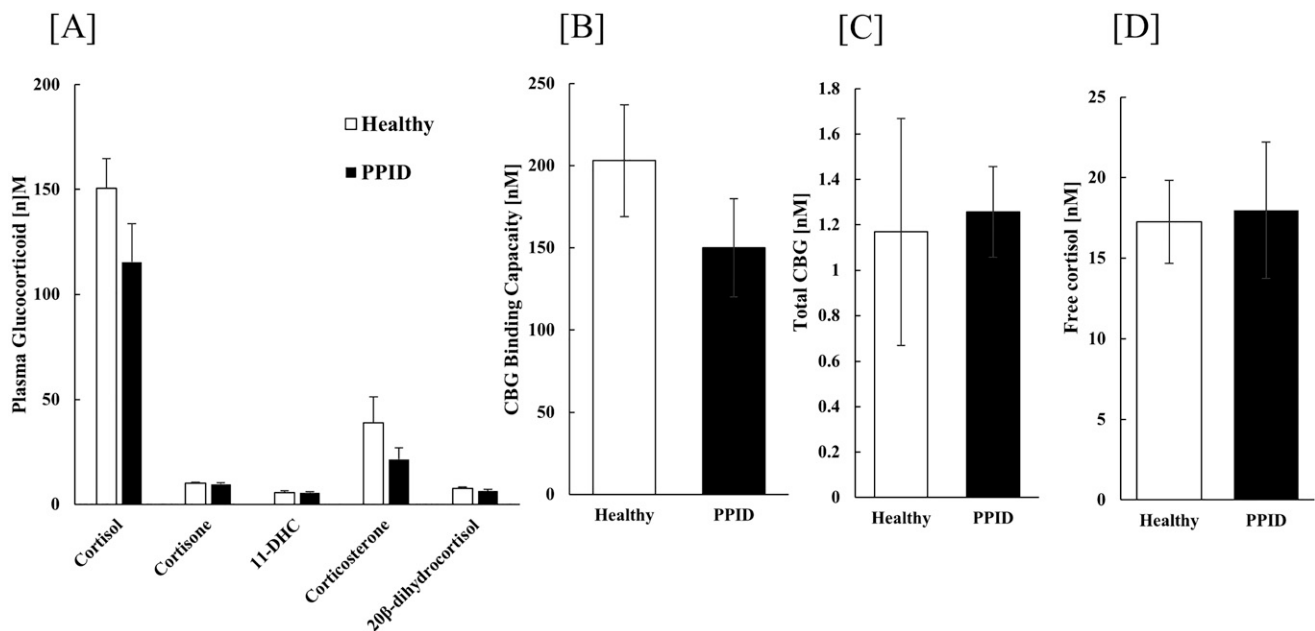 [A]
[B]
[C]
[D]
Plasma Glucocorticoid [n]M
200
150
100
50
0
Healthy
PPID
Cortisol
Cortisone
11-DHC
Corticosterone
20β-dihydrocortisol
CBG Binding Capacaity [nM]
250
200
150
100
50
0
Healthy
PPID
Total CBG [nM]
1.8
1.6
1.4
1.2
1
0.8
0.6
0.4
0.2
0
Healthy
PPID
Free cortisol [nM]
25
20
15
10
5
0
Healthy
PPID